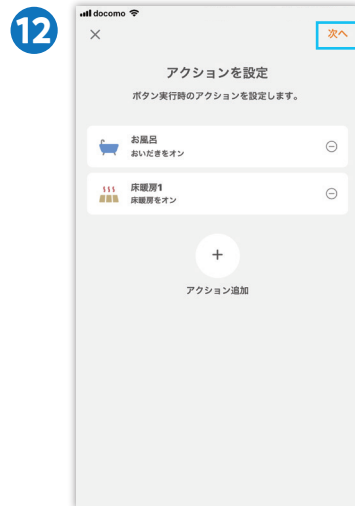 12
docomo
次へ
アクションを設定
ボタン実行時のアクションを設定します。
お風呂
おいだきをオン
床暖房1
床暖房をオン
アクション追加